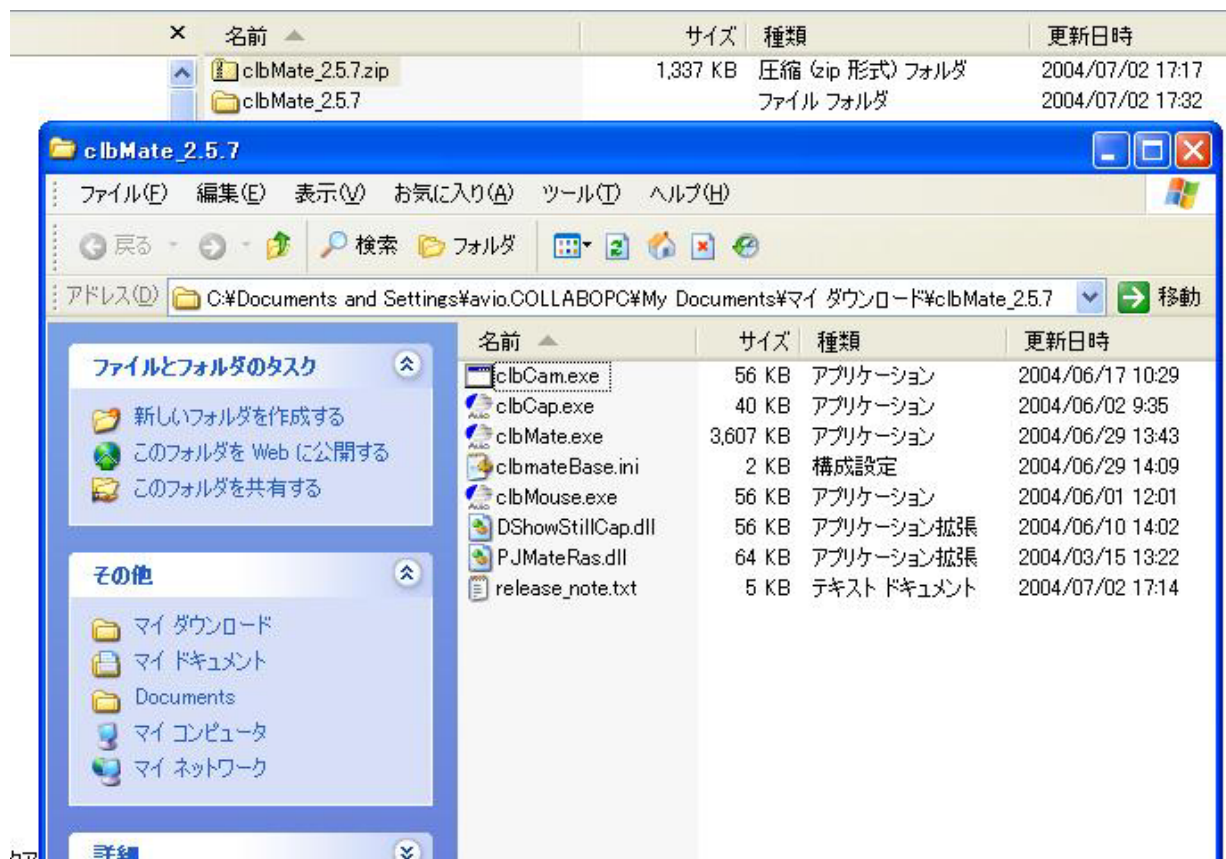 × 名前 サイズ 種類 更新日時
clbMate_2.5.7.zip 1,337 KB 圧縮 (zip 形式) フォルダ 2004/07/02 17:17
clbMate_2.5.7 ファイル フォルダ 2004/07/02 17:32
clbMate_2.5.7
ファイル(F) 編集(E) 表示(V) お気に入り(A) ツール(T) ヘルプ(H)
戻る 検索 フォルダ
アドレス(D) C:¥Documents and Settings¥avio.COLLABOPC¥My Documents¥マイ ダウンロード¥clbMate_2.5.7 移動
ファイルとフォルダのタスク
新しいフォルダを作成する
このフォルダを Web に公開する
このフォルダを共有する
その他
マイ ダウンロード
マイ ドキュメント
Documents
マイ コンピュータ
マイ ネットワーク
詳細
名前 サイズ 種類 更新日時
clbCam.exe 56 KB アプリケーション 2004/06/17 10:29
clbCap.exe 40 KB アプリケーション 2004/06/02 9:35
clbMate.exe 3,607 KB アプリケーション 2004/06/29 13:43
clbmateBase.ini 2 KB 構成設定 2004/06/29 14:09
clbMouse.exe 56 KB アプリケーション 2004/06/01 12:01
DShowStillCap.dll 56 KB アプリケーション拡張 2004/06/10 14:02
PJMateRas.dll 64 KB アプリケーション拡張 2004/03/15 13:22
release_note.txt 5 KB テキスト ドキュメント 2004/07/02 17:14